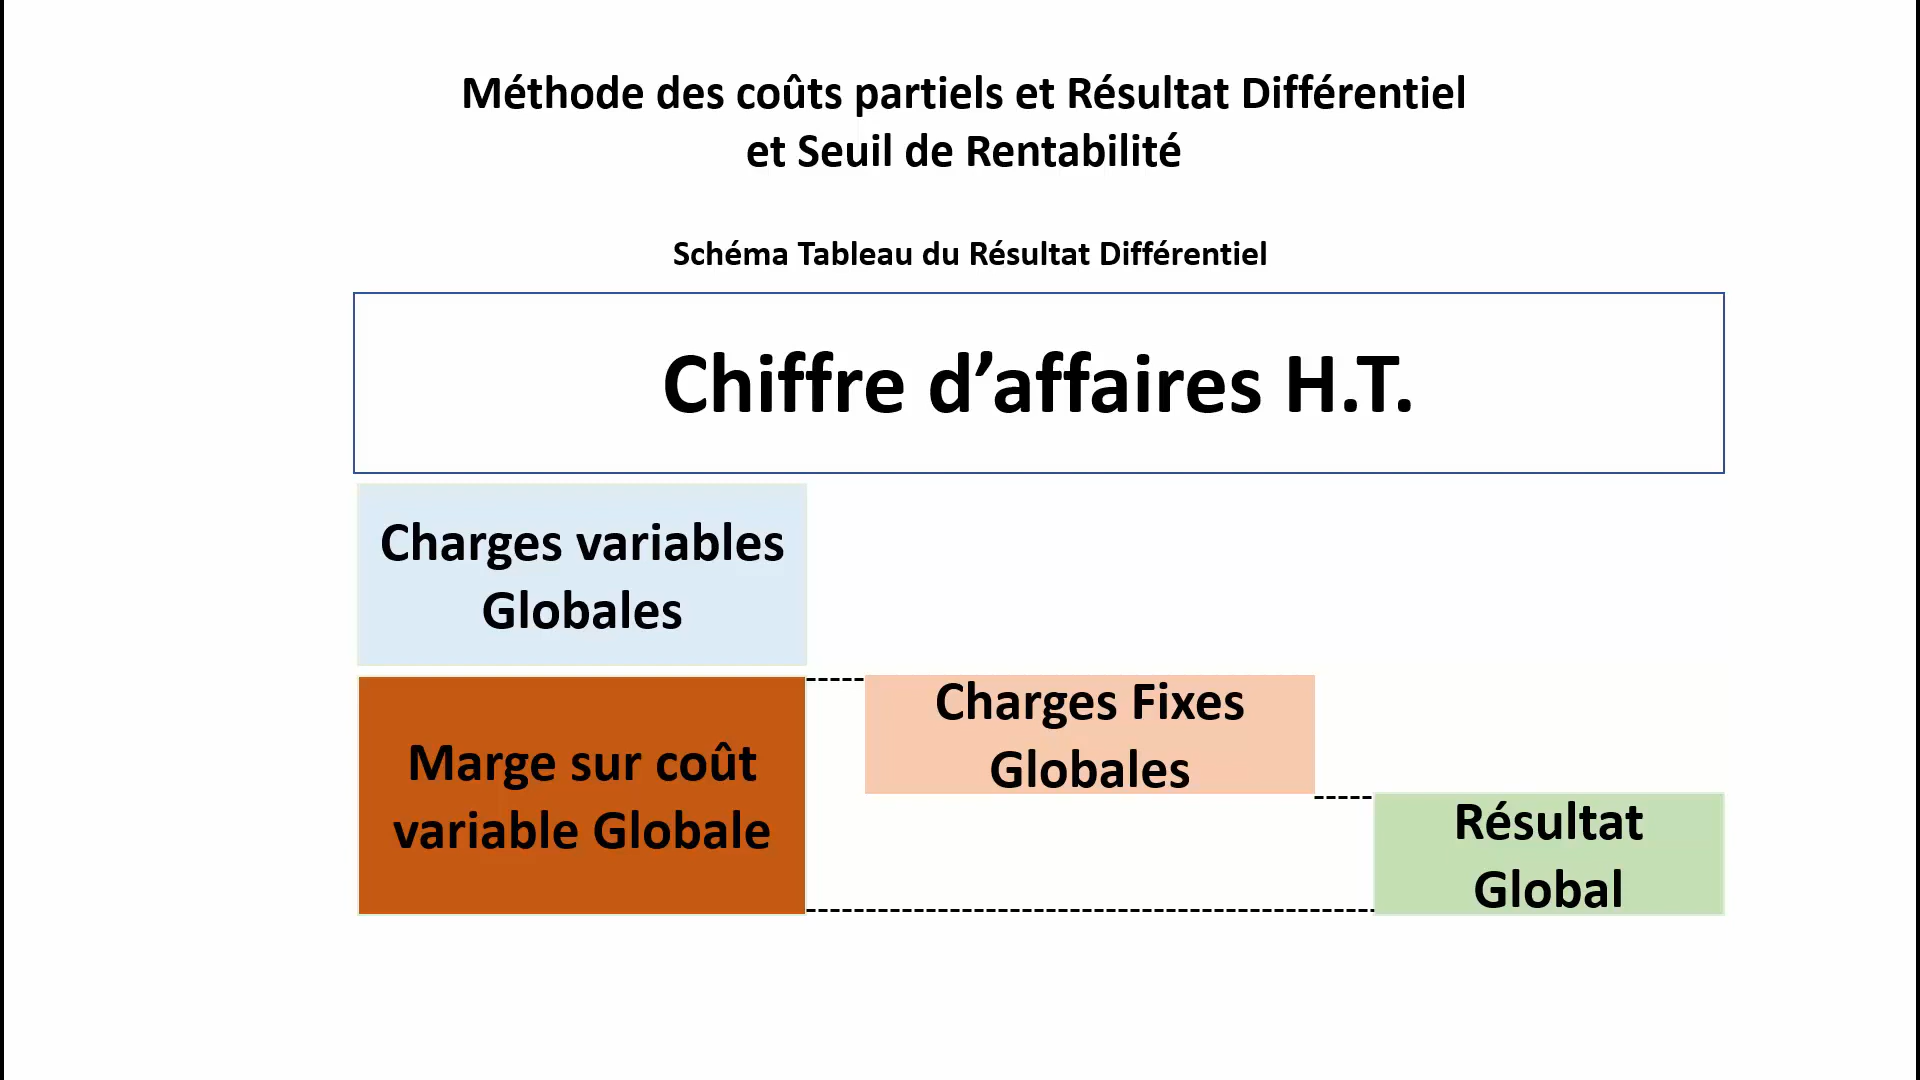 Méthode des coûts partiels et Résultat Différentiel
et Seuil de Rentabilité
Schéma Tableau du Résultat Différentiel
Chiffre d’affaires H.T.
Charges variables
Globales
Marge sur coût
variable Globale
Charges Fixes
Globales
Résultat
Global